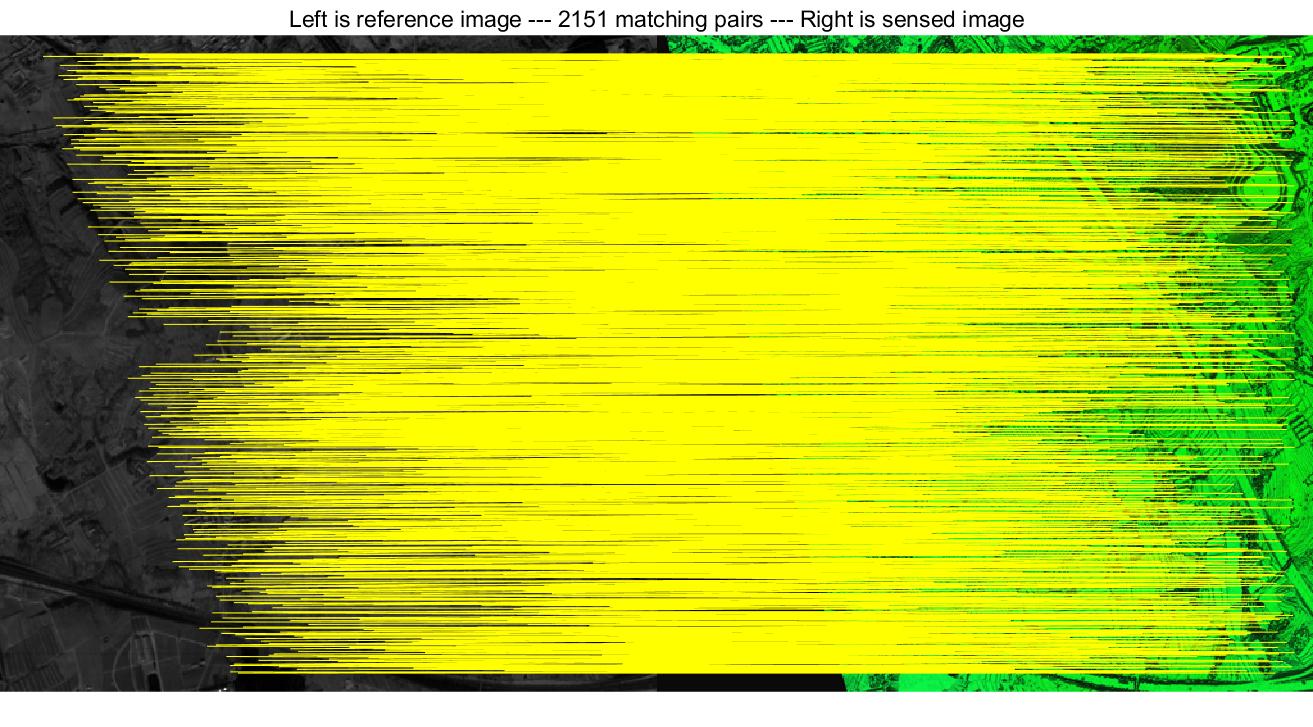 Left is reference image --- 2151 matching pairs --- Right is sensed image